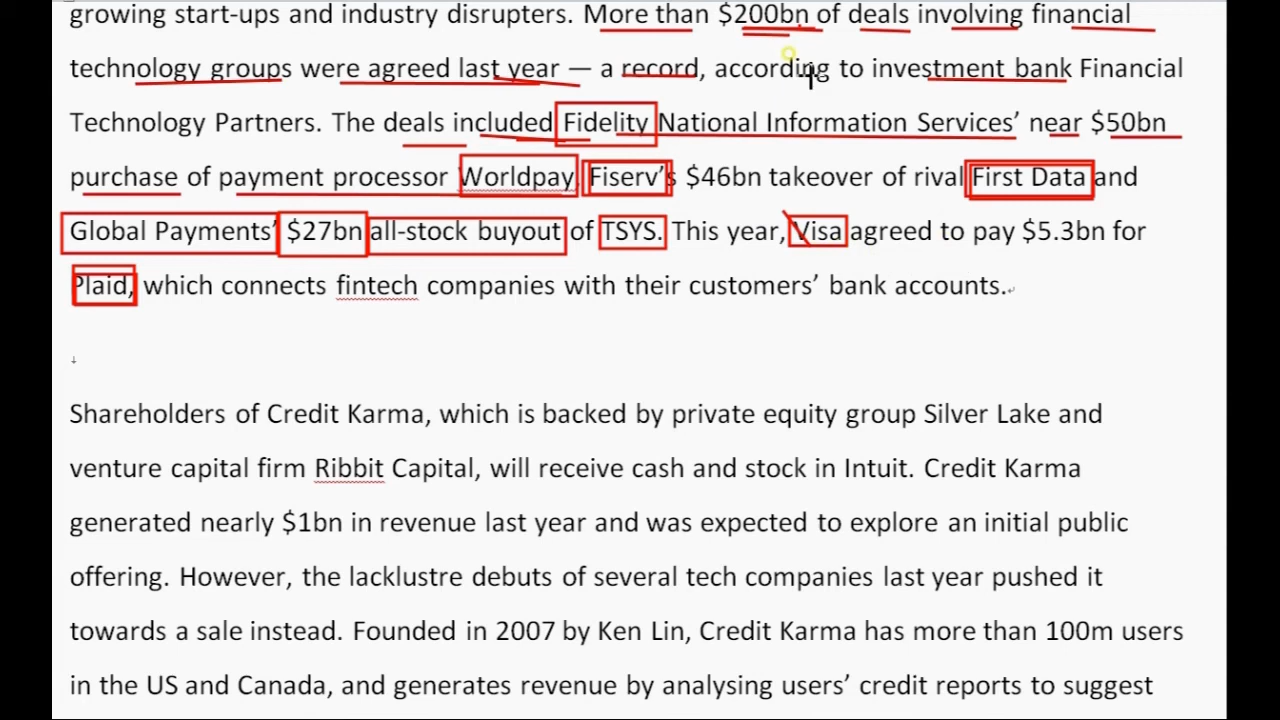 growing start-ups and industry disrupters. More than $200bn of deals involving financial
technology groups were agreed last year — a record, according to investment bank Financial
Technology Partners. The deals included Fidelity National Information Services’ near $50bn
purchase of payment processor Worldpay, Fiserv’s $46bn takeover of rival First Data and
Global Payments’ $27bn all-stock buyout of TSYS. This year, Visa agreed to pay $5.3bn for
Plaid, which connects fintech companies with their customers’ bank accounts.
Shareholders of Credit Karma, which is backed by private equity group Silver Lake and
venture capital firm Ribbit Capital, will receive cash and stock in Intuit. Credit Karma
generated nearly $1bn in revenue last year and was expected to explore an initial public
offering. However, the lacklustre debuts of several tech companies last year pushed it
towards a sale instead. Founded in 2007 by Ken Lin, Credit Karma has more than 100m users
in the US and Canada, and generates revenue by analysing users’ credit reports to suggest